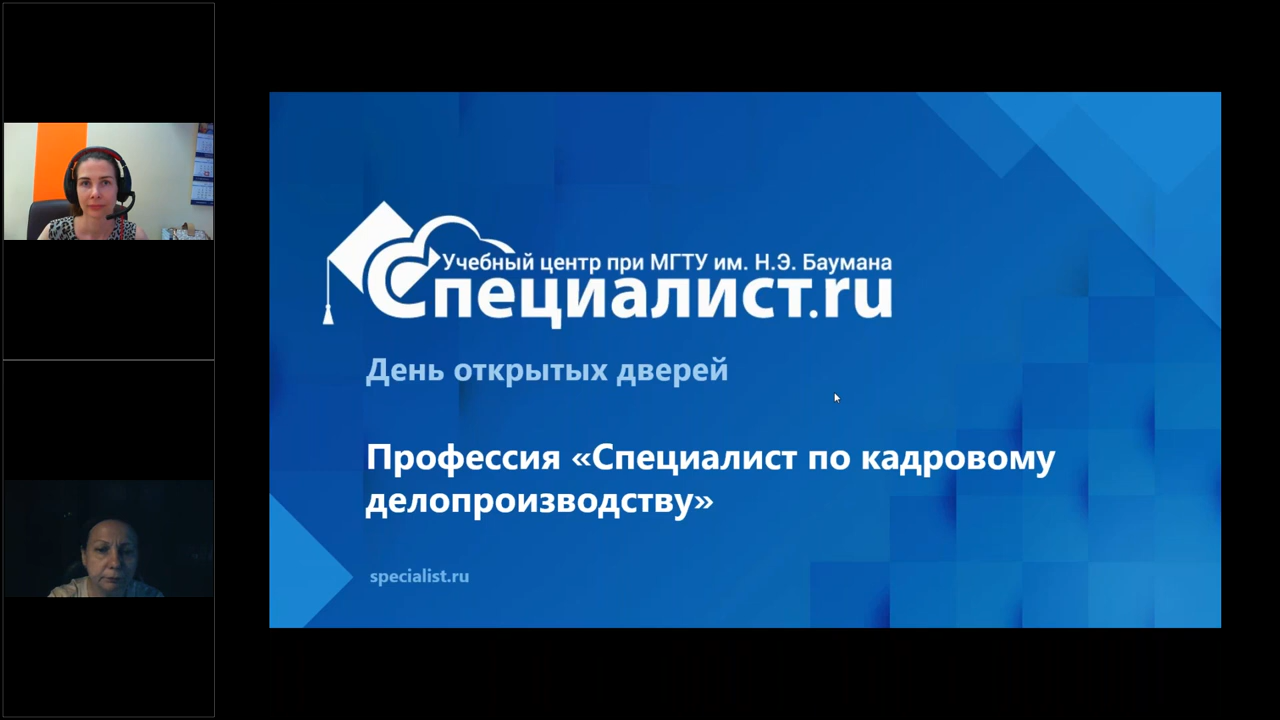 Учебный центр при МГТУ им. Н.Э. Баумана
Специалист.ru
День открытых дверей
Профессия «Специалист по кадровому
делопроизводству»
specialist.ru